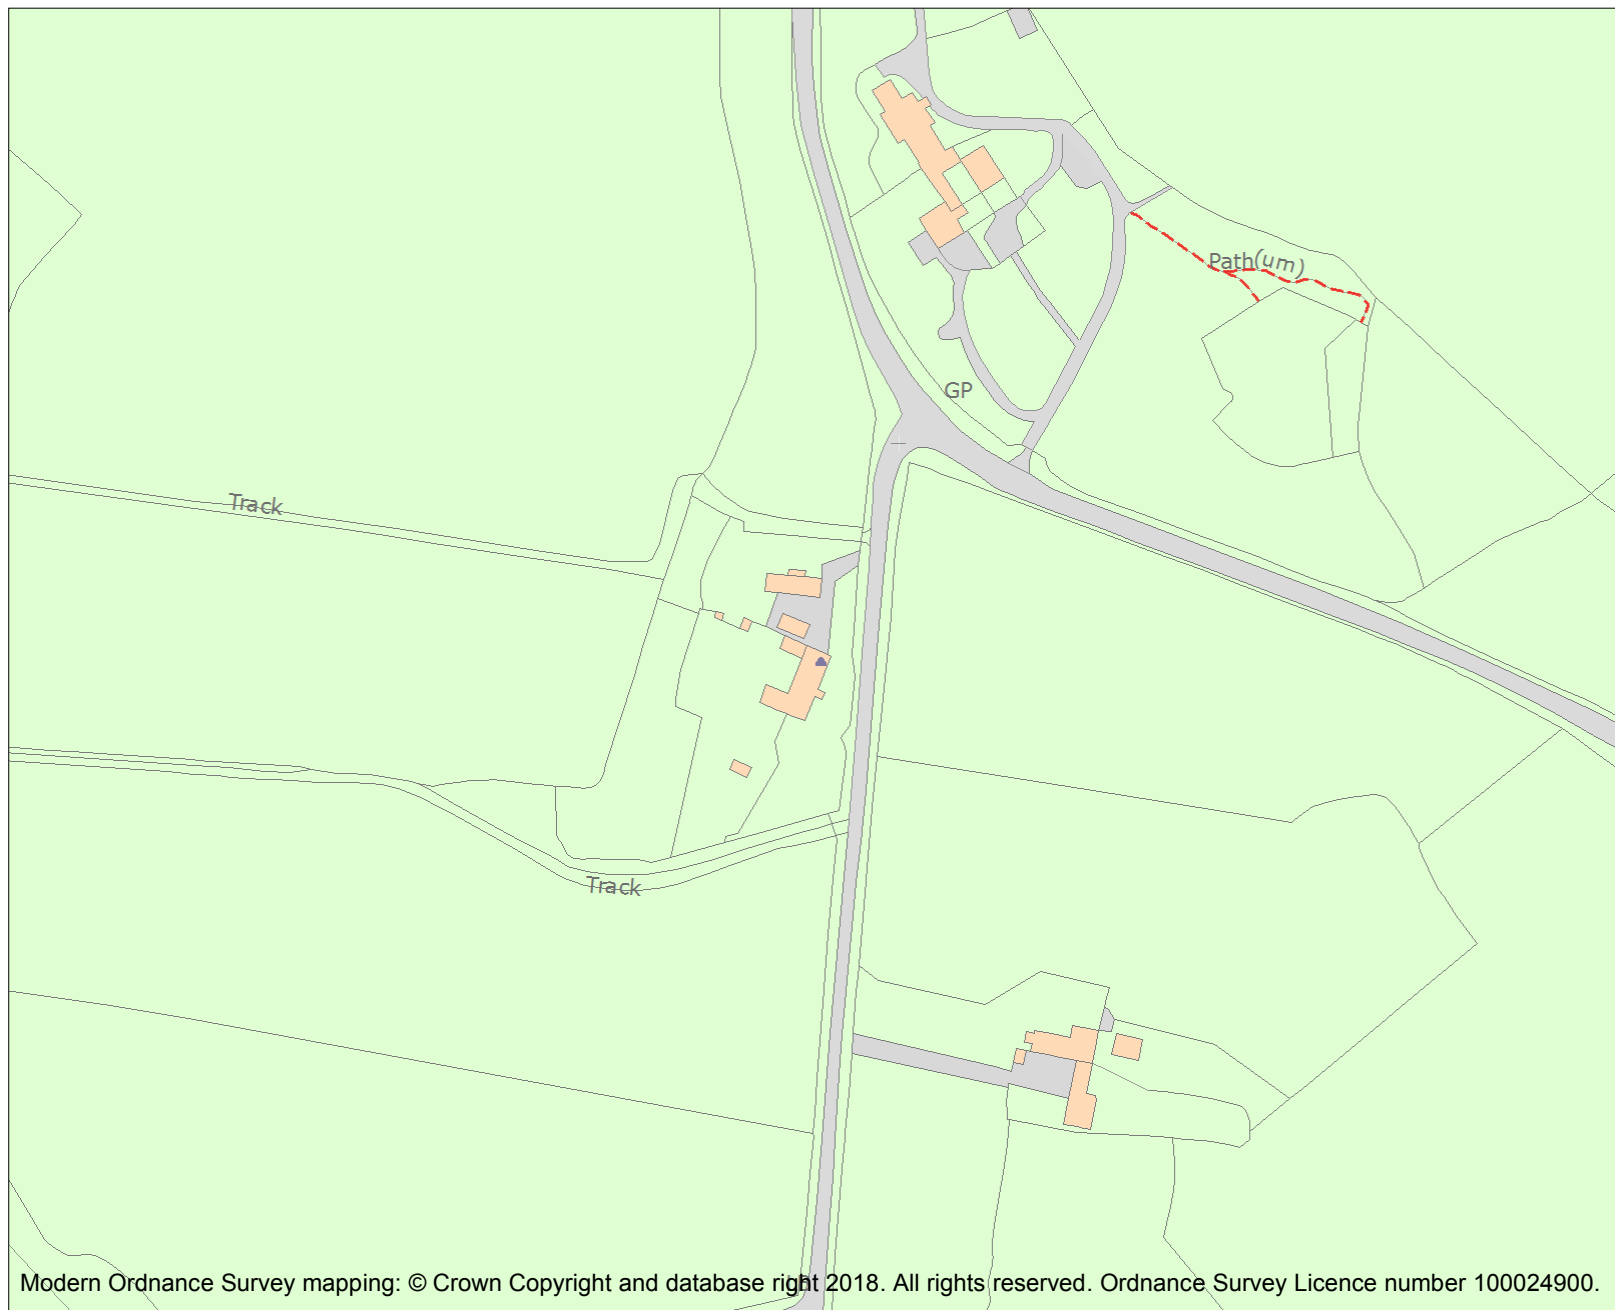 Path(um)
GP
Track
Track
Modern Ordnance Survey mapping: © Crown Copyright and database right 2018. All rights reserved. Ordnance Survey Licence number 100024900.